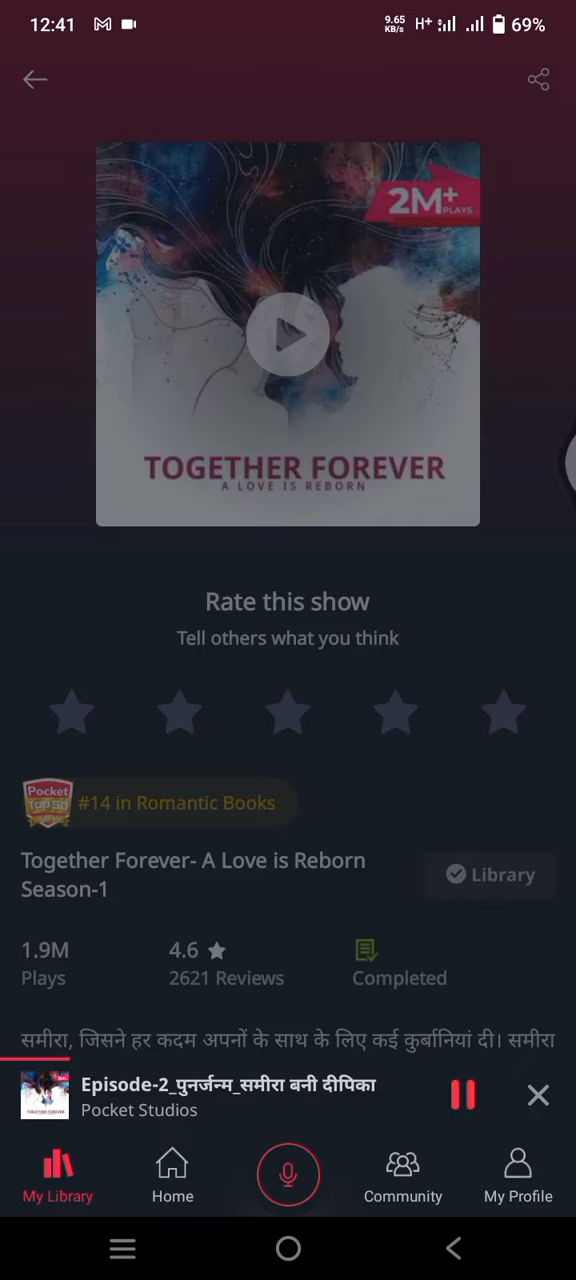 12:41
9.65
KB/s
H+
69%
2M+
PLAYS
TOGETHER FOREVER
A LOVE IS REBORN
Rate this show
Tell others what you think
Pocket
Top 50
#14 in Romantic Books
Together Forever- A Love is Reborn
Season-1
Library
1.9M
4.6
Plays
2621 Reviews
Completed
समीरा, जिसने हर कदम अपनों के साथ के लिए कई कुर्बानियां दी। समीरा
Episode-2_पुनर्जन्म_समीरा बनी दीपिका
Pocket Studios
My Library
Home
Community
My Profile